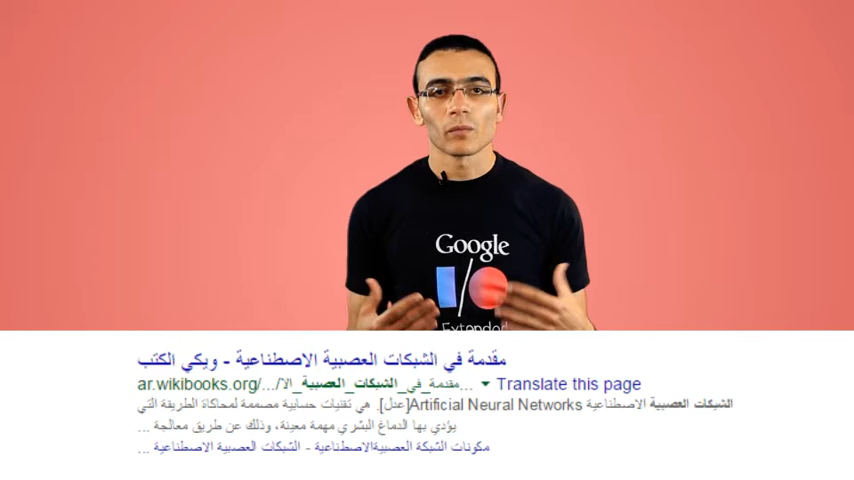 Google
I/O
Extended
مقدمة في الشبكات العصبية الاصطناعية - ويكي الكتب
ar.wikibooks.org/.../مقدمة_في_الشبكات_العصبية_الا...‎ Translate this page
الشبكات العصبية الاصطناعية Artificial Neural Networks[عدل]. هي تقنيات حسابية مصممة لمحاكاة الطريقة التي
يؤدي بها الدماغ البشري مهمة معينة، وذلك عن طريق معالجة ...
مكونات الشبكة العصبيةالاصطناعية - الشبكات العصبية الاصطناعية ...